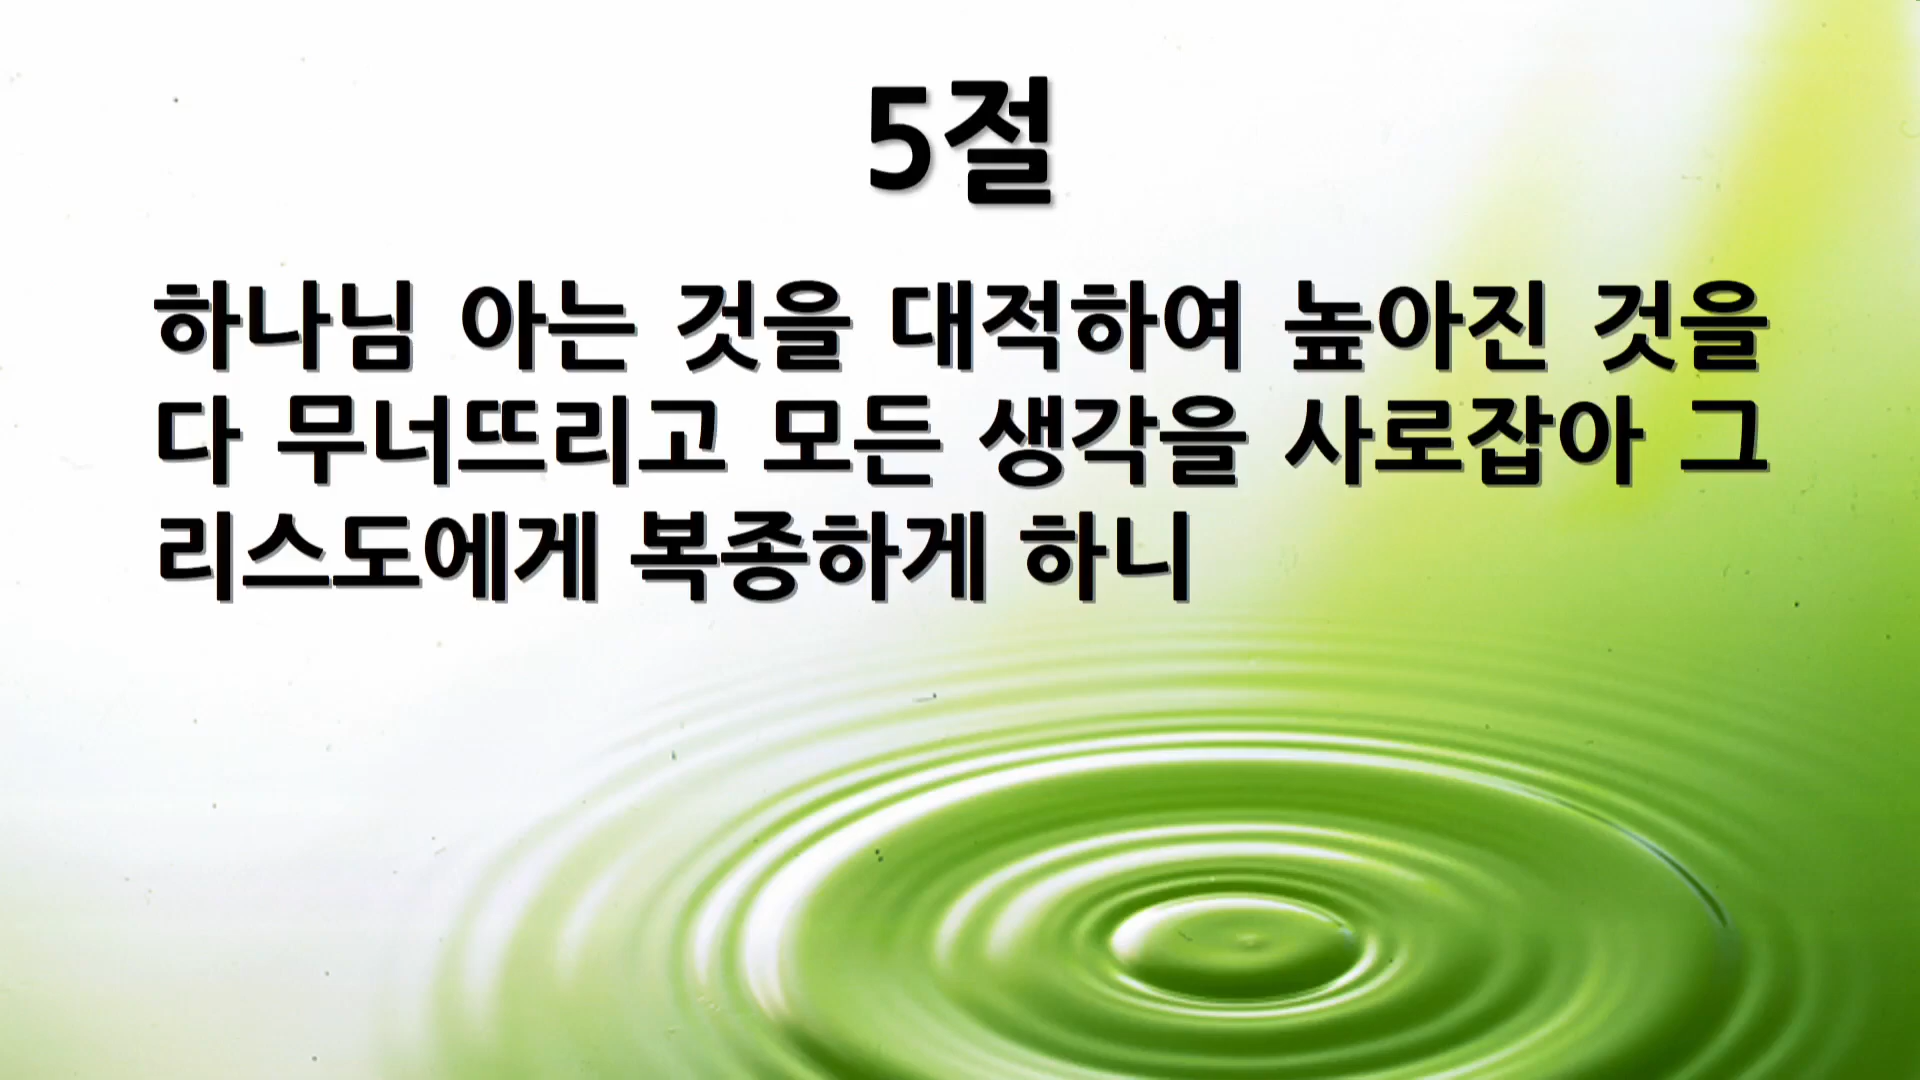 5절
하나님 아는 것을 대적하여 높아진 것을
다 무너뜨리고 모든 생각을 사로잡아 그
리스도에게 복종하게 하니